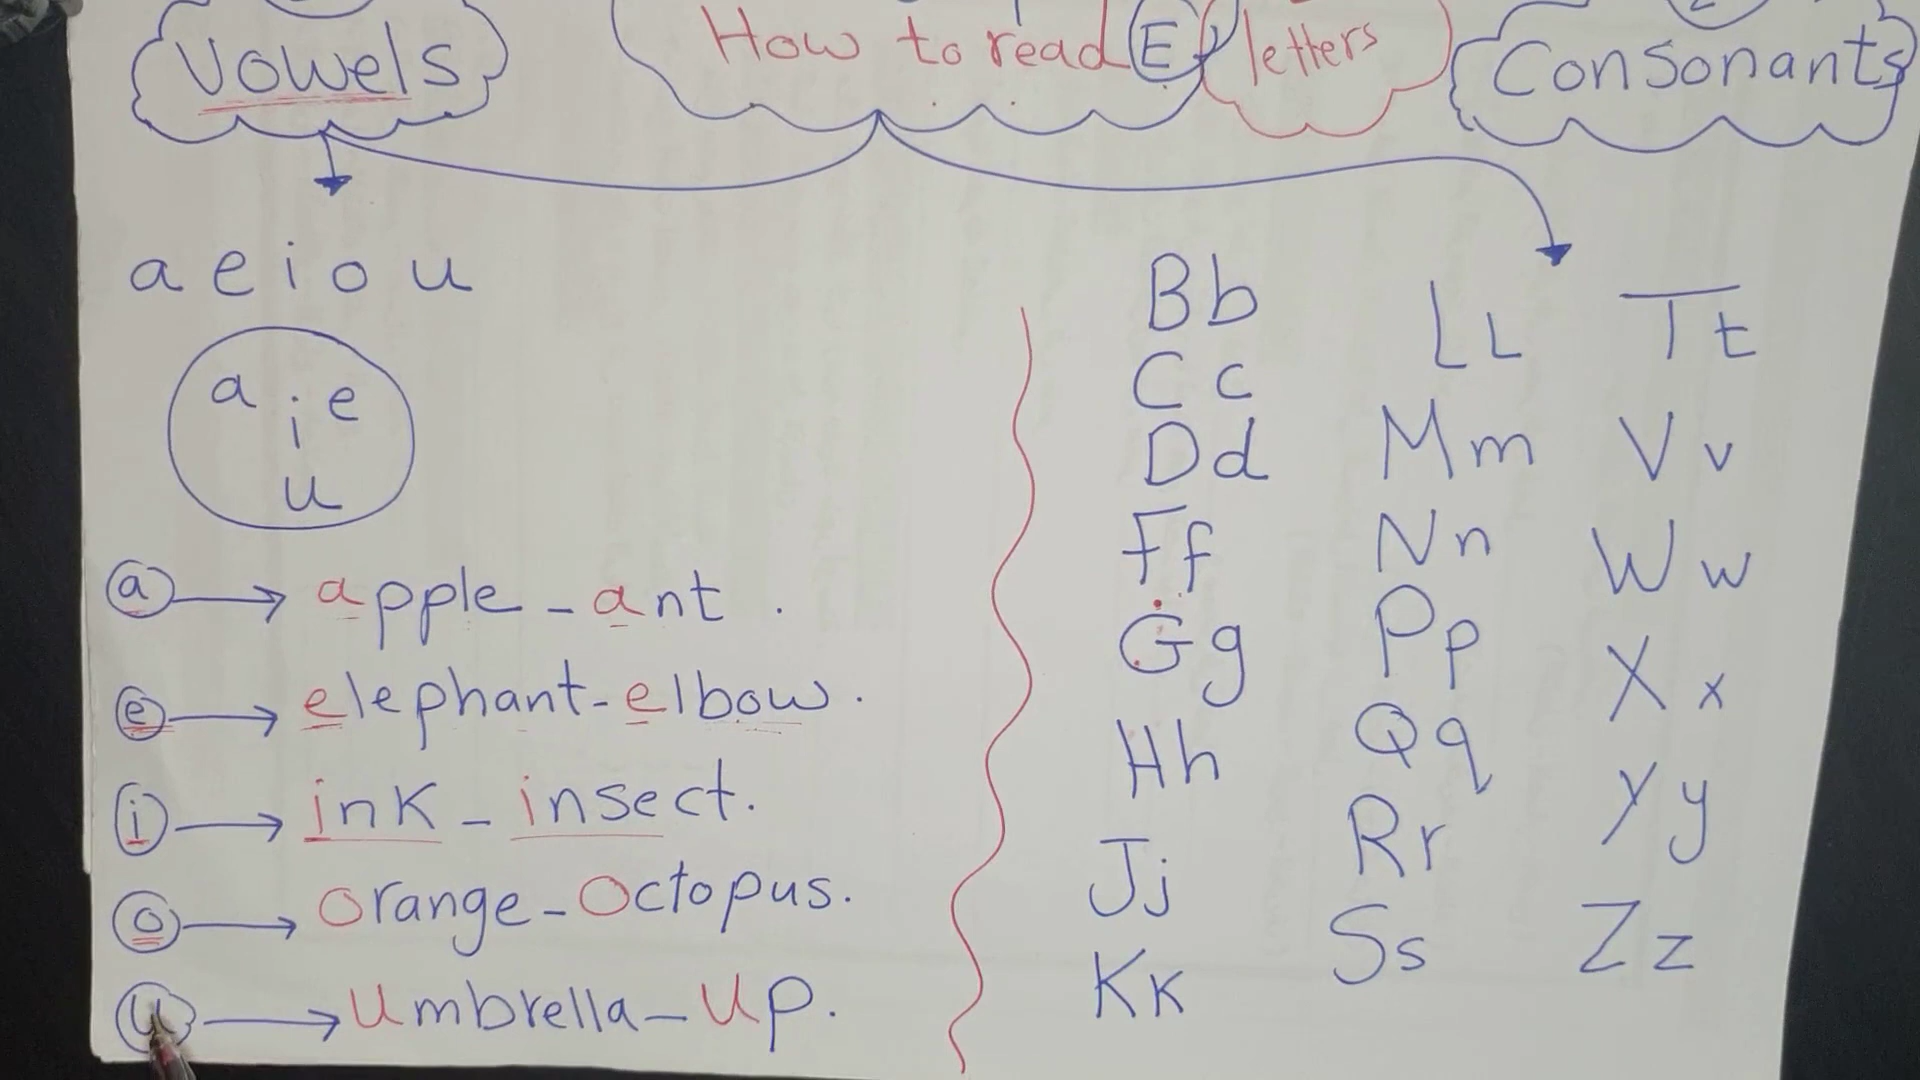 Vowels
How to read E letters
Consonants
a e i o u
a i e
u
a → apple - ant .
e → elephant - elbow.
i → inK - insect.
o → orange - Octopus.
u → Umbrella - Up.
Bb
Cc
Dd
Ff
Gg
Hh
Jj
Kk
LL
Mm
Nn
Pp
Qq
Rr
Ss
Tt
Vv
Ww
Xx
Yy
Zz